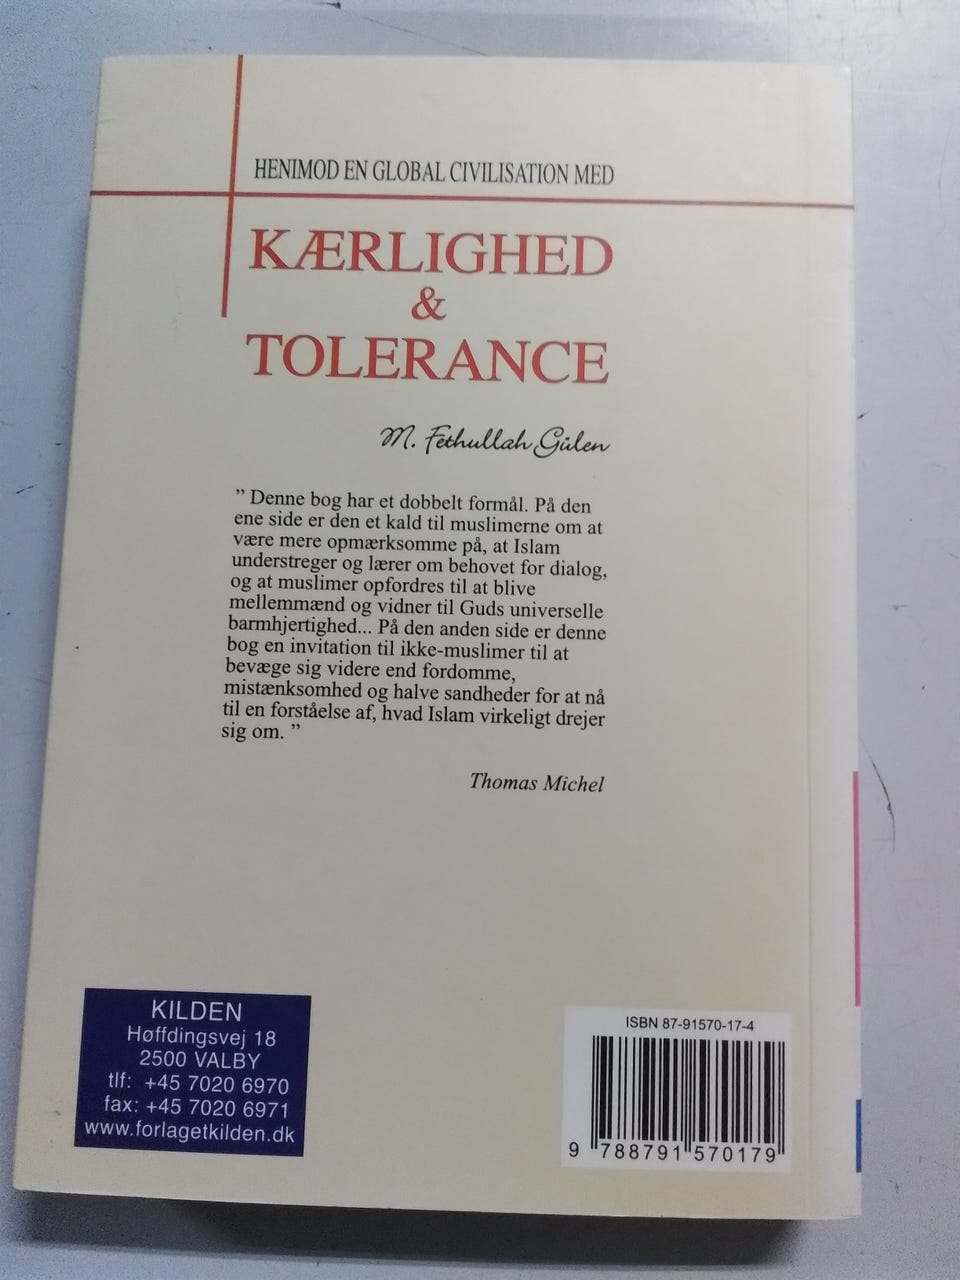 HENIMOD EN GLOBAL CIVILISATION MED
KÆRLIGHED
&
TOLERANCE
M. Fethullah Gülen
” Denne bog har et dobbelt formål. På den
ene side er den et kald til muslimerne om at
være mere opmærksomme på, at Islam
understreger og lærer om behovet for dialog,
og at muslimer opfordres til at blive
mellemmænd og vidner til Guds universelle
barmhjertighed... På den anden side er denne
bog en invitation til ikke-muslimer til at
bevæge sig videre end fordomme,
mistænksomhed og halve sandheder for at nå
til en forståelse af, hvad Islam virkeligt drejer
sig om. ”
Thomas Michel
KILDEN
Høffdingsvej 18
2500 VALBY
tlf: +45 7020 6970
fax: +45 7020 6971
www.forlagetkilden.dk
ISBN 87-91570-17-4
9 788791 570179